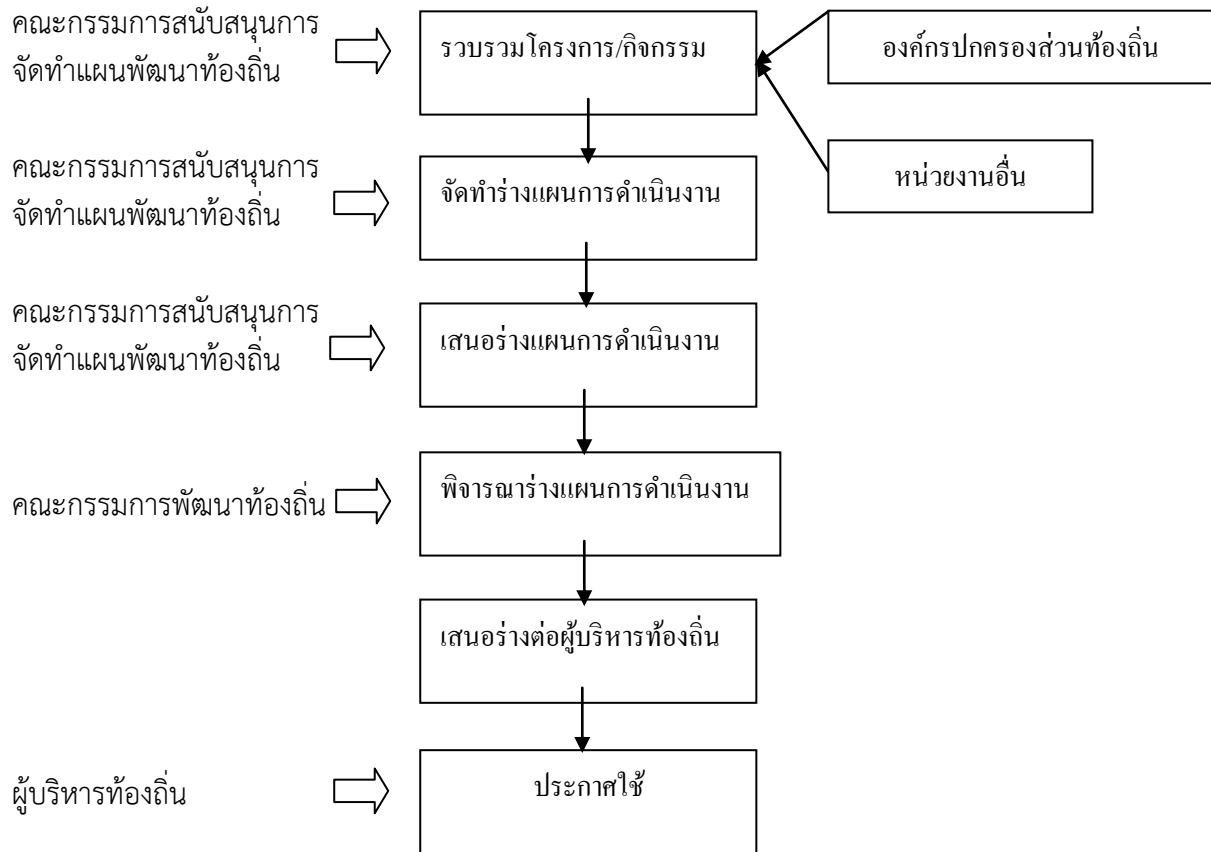 คณะกรรมการสนับสนุนการ
จัดทำแผนพัฒนาท้องถิ่น
รวบรวมโครงการ/กิจกรรม
องค์กรปกครองส่วนท้องถิ่น
หน่วยงานอื่น
คณะกรรมการสนับสนุนการ
จัดทำแผนพัฒนาท้องถิ่น
จัดทำร่างแผนการดำเนินงาน
คณะกรรมการสนับสนุนการ
จัดทำแผนพัฒนาท้องถิ่น
เสนอร่างแผนการดำเนินงาน
คณะกรรมการพัฒนาท้องถิ่น
พิจารณาร่างแผนการดำเนินงาน
เสนอร่างต่อผู้บริหารท้องถิ่น
ผู้บริหารท้องถิ่น
ประกาศใช้